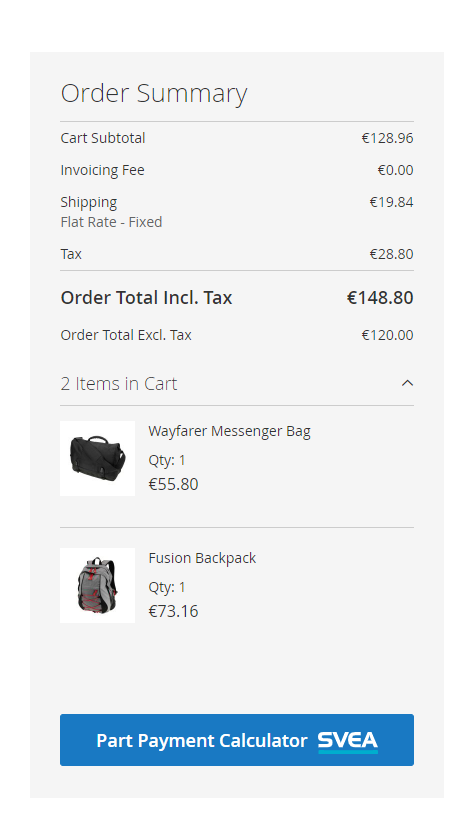 Order Summary
Cart Subtotal €128.96
Invoicing Fee €0.00
Shipping €19.84
Flat Rate - Fixed
Tax €28.80
Order Total Incl. Tax €148.80
Order Total Excl. Tax €120.00
2 Items in Cart
Wayfarer Messenger Bag
Qty: 1
€55.80
Fusion Backpack
Qty: 1
€73.16
Part Payment Calculator SVEA